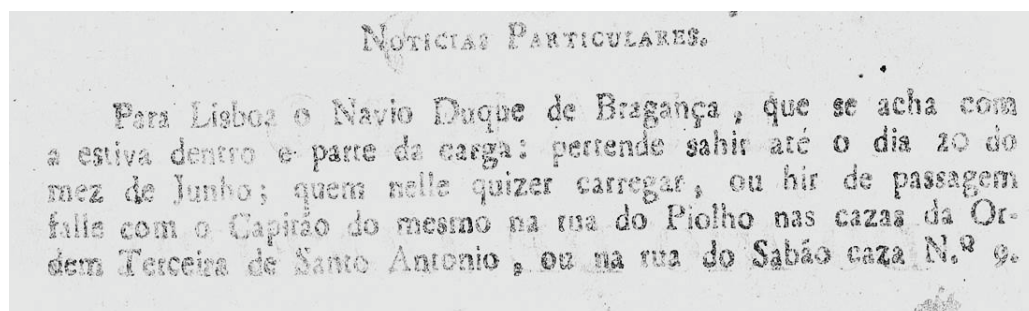 NOTICIAS PARTICULARES.
Para Lisboa o Navio Duque de Bragança, que se acha com
a estiva dentro e parte da carga: pertende sahir até o dia 20 do
mez de Junho; quem nelle quizer carregar, ou hir de passagem
falle com o Capitão do mesmo na rua do Piolho nas cazas da Or-
dem Terceira de Santo Antonio, ou na rua do Sabão caza N.º 9.